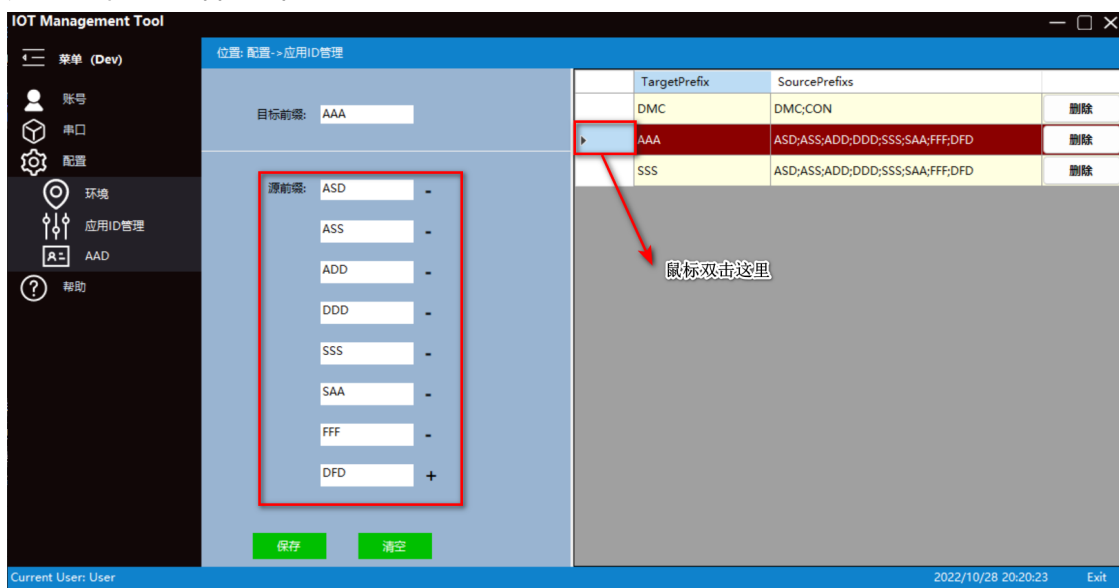 IOT Management Tool
菜单 (Dev)
账号
串口
配置
环境
应用ID管理
AAD
帮助
位置: 配置->应用ID管理
目标前缀: AAA
源前缀: ASD -
ASS -
ADD -
DDD -
SSS -
SAA -
FFF -
DFD +
保存 清空
TargetPrefix SourcePrefixs
DMC DMC;CON 删除
AAA ASD;ASS;ADD;DDD;SSS;SAA;FFF;DFD 删除
SSS ASD;ASS;ADD;DDD;SSS;SAA;FFF;DFD 删除
鼠标双击这里
Current User: User 2022/10/28 20:20:23 Exit